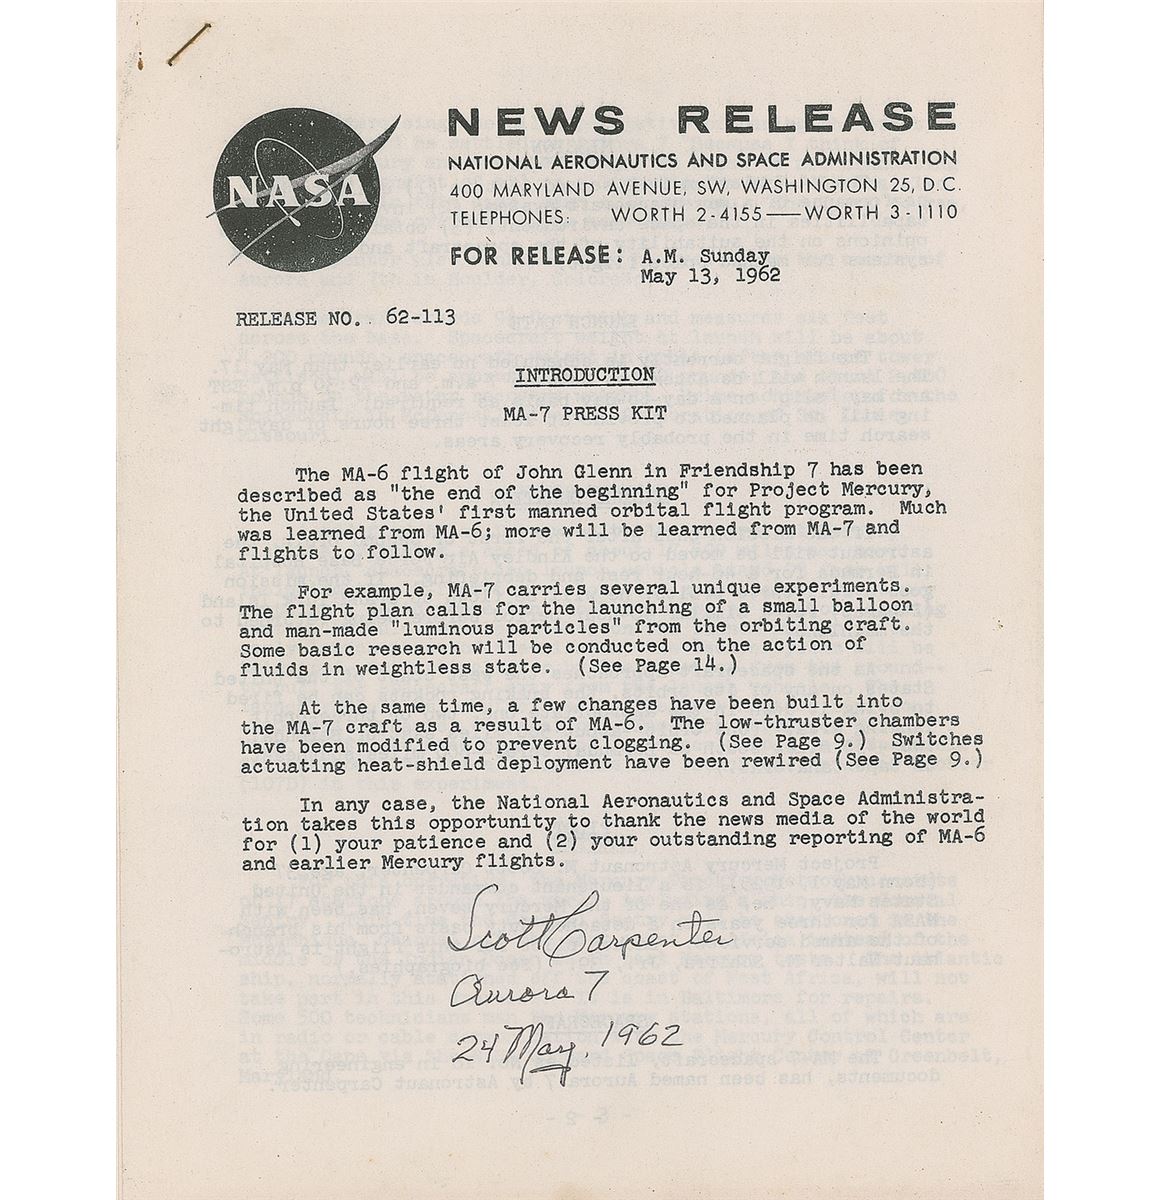 NASA
NEWS RELEASE
NATIONAL AERONAUTICS AND SPACE ADMINISTRATION
400 MARYLAND AVENUE, SW, WASHINGTON 25, D.C.
TELEPHONES: WORTH 2-4155——WORTH 3-1110
FOR RELEASE: A.M. Sunday
May 13, 1962
RELEASE NO. 62-113
INTRODUCTION
MA-7 PRESS KIT
The MA-6 flight of John Glenn in Friendship 7 has been
described as "the end of the beginning" for Project Mercury,
the United States' first manned orbital flight program. Much
was learned from MA-6; more will be learned from MA-7 and
flights to follow.
For example, MA-7 carries several unique experiments.
The flight plan calls for the launching of a small balloon
and man-made "luminous particles" from the orbiting craft.
Some basic research will be conducted on the action of
fluids in weightless state. (See Page 14.)
At the same time, a few changes have been built into
the MA-7 craft as a result of MA-6. The low-thruster chambers
have been modified to prevent clogging. (See Page 9.) Switches
actuating heat-shield deployment have been rewired (See Page 9.)
In any case, the National Aeronautics and Space Administra-
tion takes this opportunity to thank the news media of the world
for (1) your patience and (2) your outstanding reporting of MA-6
and earlier Mercury flights.
Scott Carpenter
Aurora 7
24 May, 1962